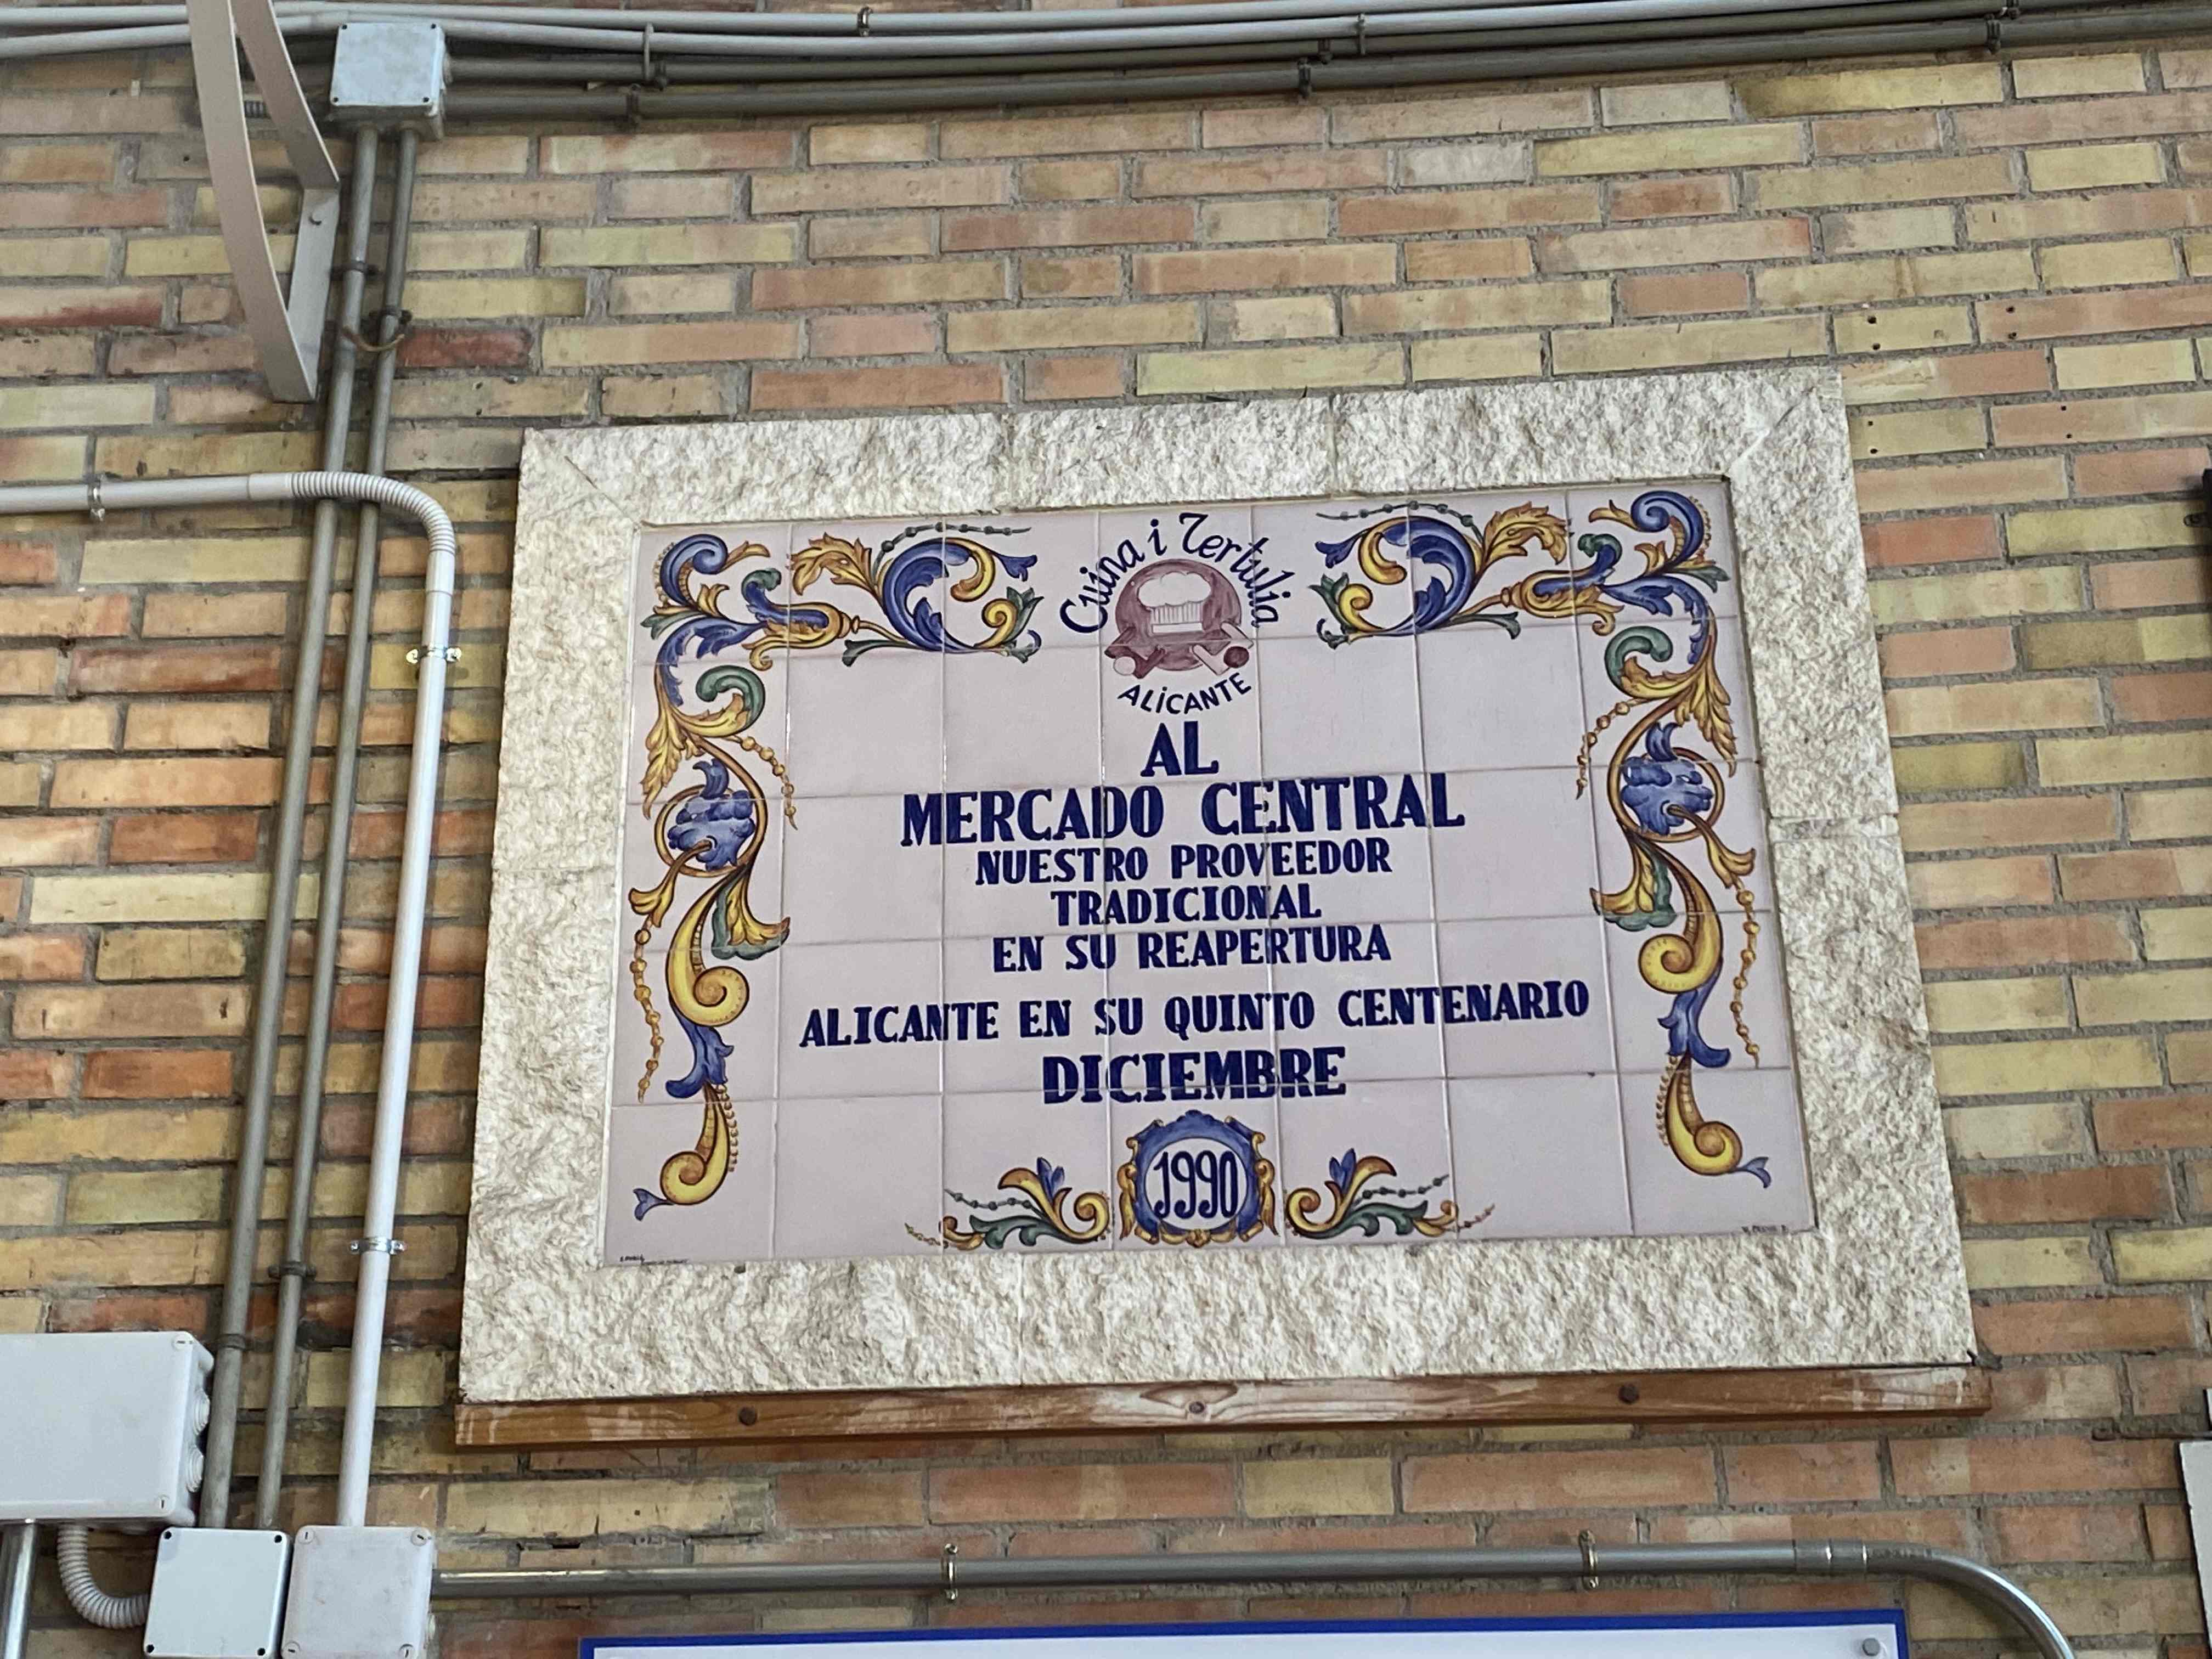 Cuina i Tertulia
ALiCANTE
AL
MERCADO CENTRAL
NUESTRO PROVEEDOR
TRADICIONAL
EN SU REAPERTURA
ALICANTE EN SU QUINTO CENTENARIO
DICIEMBRE
1990